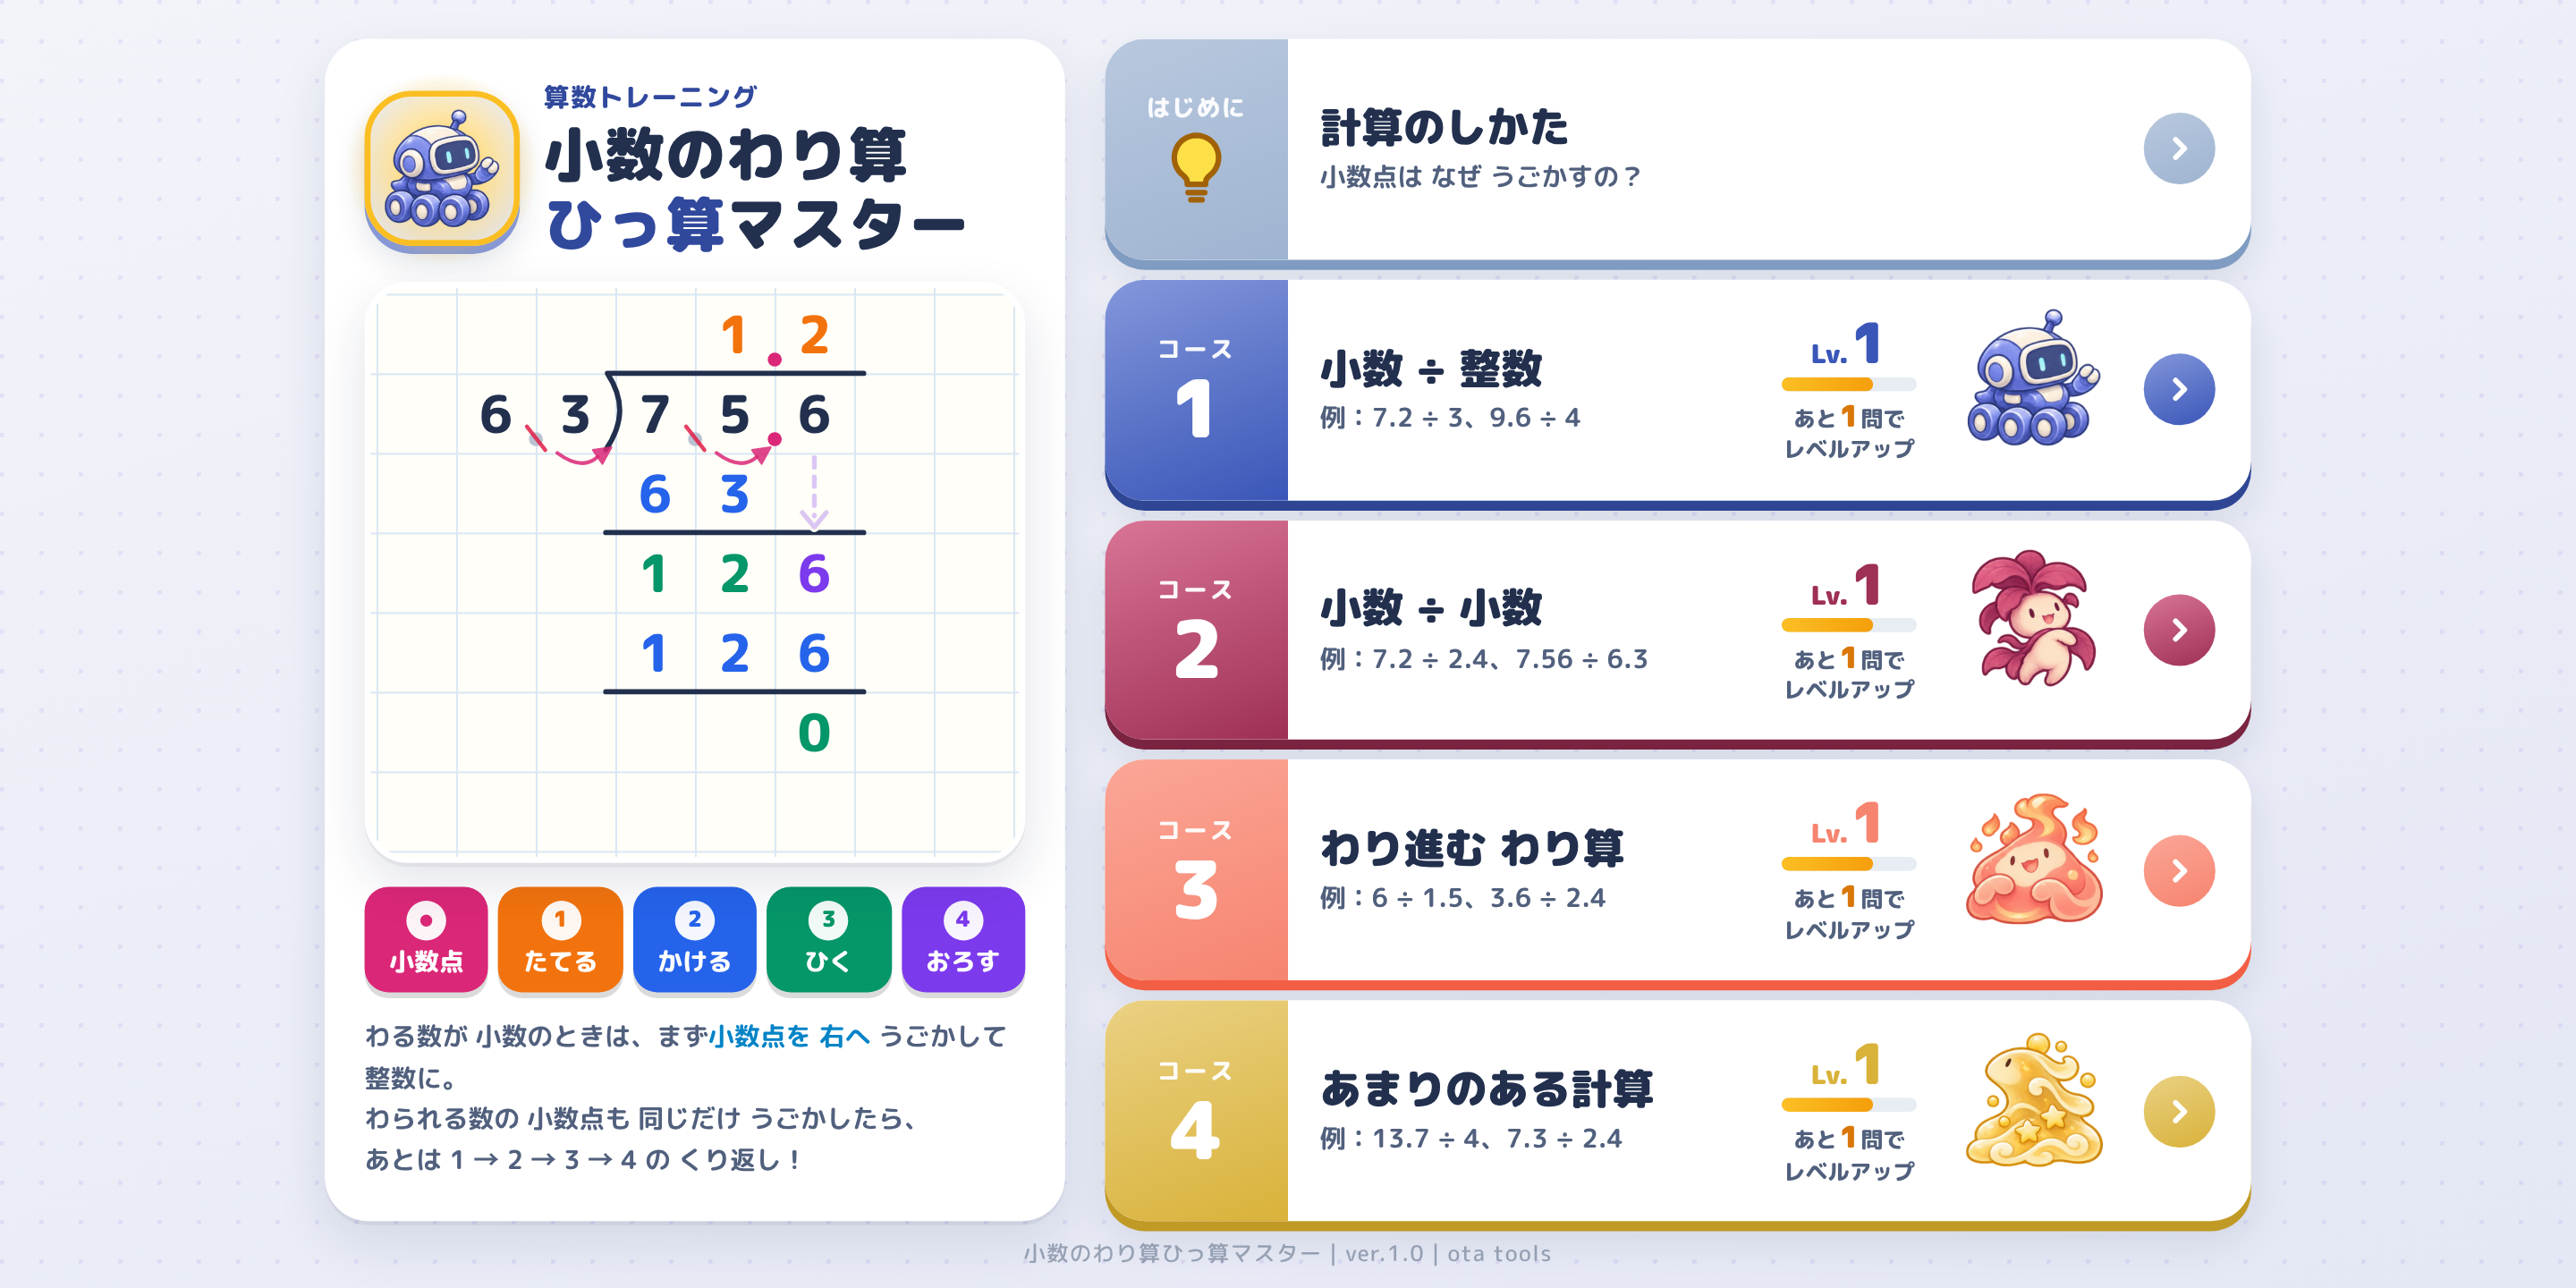 算数トレーニング
小数のわり算
ひっ算マスター
1.2
6.3)7.5.6
6 3
1 2 6
1 2 6
0
小数点
1
たてる
2
かける
3
ひく
4
おろす
わる数が 小数のときは、まず小数点を 右へ うごかして
整数に。
わられる数の 小数点も 同じだけ うごかしたら、
あとは 1 → 2 → 3 → 4 の くり返し！
はじめに
計算のしかた
小数点は なぜ うごかすの？
コース
1
小数 ÷ 整数
例：7.2 ÷ 3、9.6 ÷ 4
Lv.1
あと1問で
レベルアップ
コース
2
小数 ÷ 小数
例：7.2 ÷ 2.4、7.56 ÷ 6.3
Lv.1
あと1問で
レベルアップ
コース
3
わり進む わり算
例：6 ÷ 1.5、3.6 ÷ 2.4
Lv.1
あと1問で
レベルアップ
コース
4
あまりのある計算
例：13.7 ÷ 4、7.3 ÷ 2.4
Lv.1
あと1問で
レベルアップ
小数のわり算ひっ算マスター | ver.1.0 | ota tools